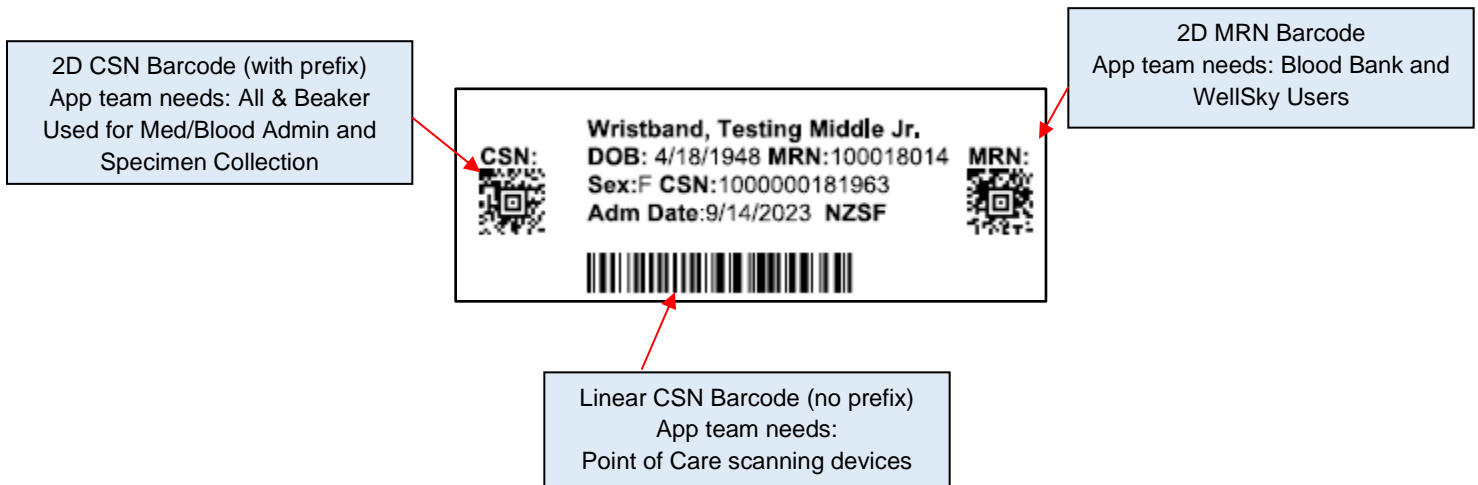 2D CSN Barcode (with prefix)
App team needs: All & Beaker
Used for Med/Blood Admin and
Specimen Collection
2D MRN Barcode
App team needs: Blood Bank and
WellSky Users
CSN:
Wristband, Testing Middle Jr.
DOB: 4/18/1948 MRN:100018014
Sex:F CSN:1000000181963
Adm Date:9/14/2023 NZSF
MRN:
Linear CSN Barcode (no prefix)
App team needs:
Point of Care scanning devices